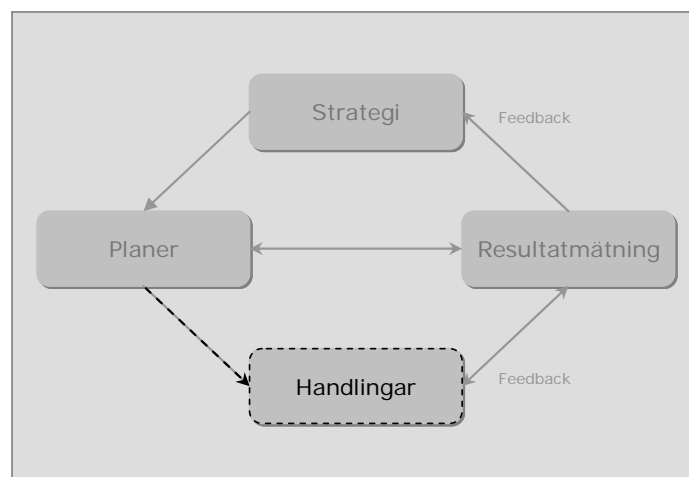 Strategi
Feedback
Planer
Resultatmätning
Handlingar
Feedback